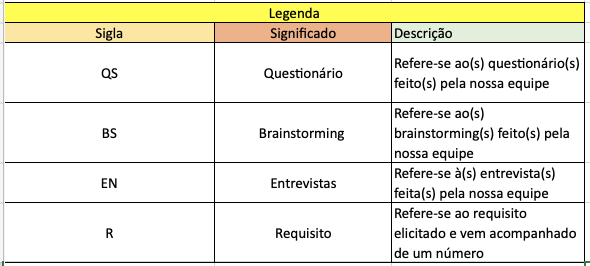 Legenda
Sigla Significado Descrição
QS Questionário Refere-se ao(s) questionário(s)
feito(s) pela nossa equipe
BS Brainstorming Refere-se ao(s)
brainstorming(s) feito(s) pela
nossa equipe
EN Entrevistas Refere-se à(s) entrevista(s)
feita(s) pela nossa equipe
R Requisito Refere-se ao requisito
elicitado e vem acompanhado
de um número